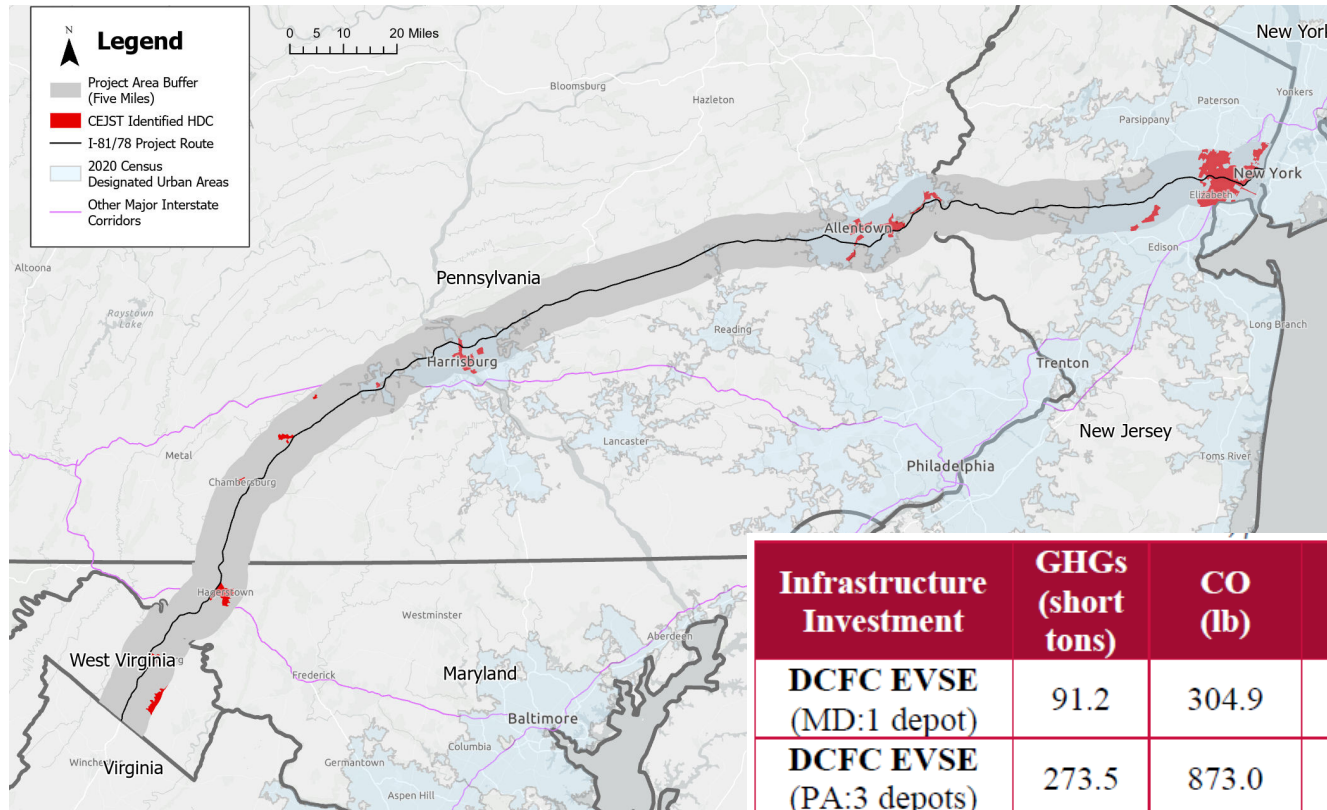 N
Legend
Project Area Buffer
(Five Miles)
CEJST Identified HDC
I-81/78 Project Route
2020 Census
Designated Urban Areas
Other Major Interstate
Corridors
0 5 10 20 Miles
New York
Bloomsburg
Hazleton
Paterson
Yonkers
Parsippany
New York
Elizabeth
Allentown
Edison
Altoona
Pennsylvania
Raystown
Lake
Reading
Long Branch
Harrisburg
Trenton
Lancaster
New Jersey
Metal
Toms River
Philadelphia
Chambersburg
Hagerstown
Westminster
Aberdeen
West Virginia
Maryland
Frederick
Baltimore
Columbia
Virginia
Germantown
Aspen Hill
Infrastructure
Investment
GHGs
(short
tons)
CO
(lb)
DCFC EVSE
(MD:1 depot)
91.2
304.9
DCFC EVSE
(PA:3 depots)
273.5
873.0